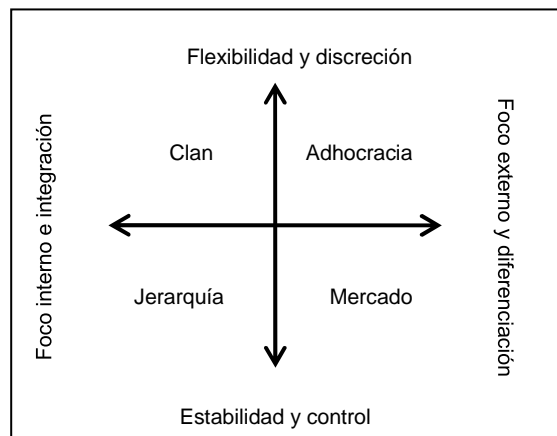 Flexibilidad y discreción
Foco interno e integración
Clan
Adhocracia
Foco externo y diferenciación
Jerarquía
Mercado
Estabilidad y control